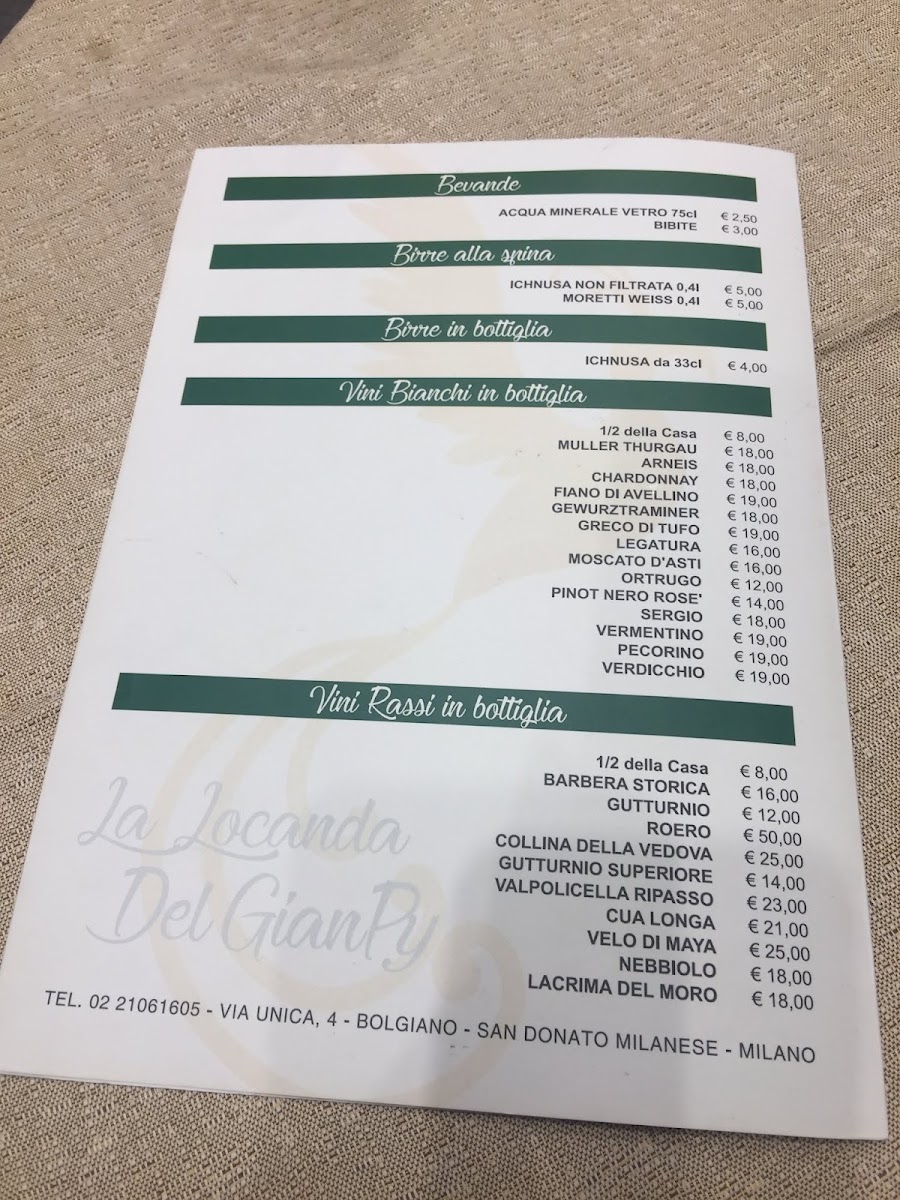 Bevande
ACQUA MINERALE VETRO 75cl € 2,50
BIBITE € 3,00
Birre alla spina
ICHNUSA NON FILTRATA 0,4l € 5,00
MORETTI WEISS 0,4l € 5,00
Birre in bottiglia
ICHNUSA da 33cl € 4,00
Vini Bianchi in bottiglia
1/2 della Casa € 8,00
MULLER THURGAU € 18,00
ARNEIS € 18,00
CHARDONNAY € 18,00
FIANO DI AVELLINO € 19,00
GEWURZTRAMINER € 18,00
GRECO DI TUFO € 19,00
LEGATURA € 16,00
MOSCATO D'ASTI € 16,00
ORTRUGO € 12,00
PINOT NERO ROSE' € 14,00
SERGIO € 18,00
VERMENTINO € 19,00
PECORINO € 19,00
VERDICCHIO € 19,00
Vini Rassi in bottiglia
1/2 della Casa € 8,00
BARBERA STORICA € 16,00
GUTTURNIO € 12,00
ROERO € 50,00
COLLINA DELLA VEDOVA € 25,00
GUTTURNIO SUPERIORE € 14,00
VALPOLICELLA RIPASSO € 23,00
CUA LONGA € 21,00
VELO DI MAYA € 25,00
NEBBIOLO € 18,00
LACRIMA DEL MORO € 18,00
La Locanda
Del GianPy
TEL. 02 21061605 - VIA UNICA, 4 - BOLGIANO - SAN DONATO MILANESE - MILANO